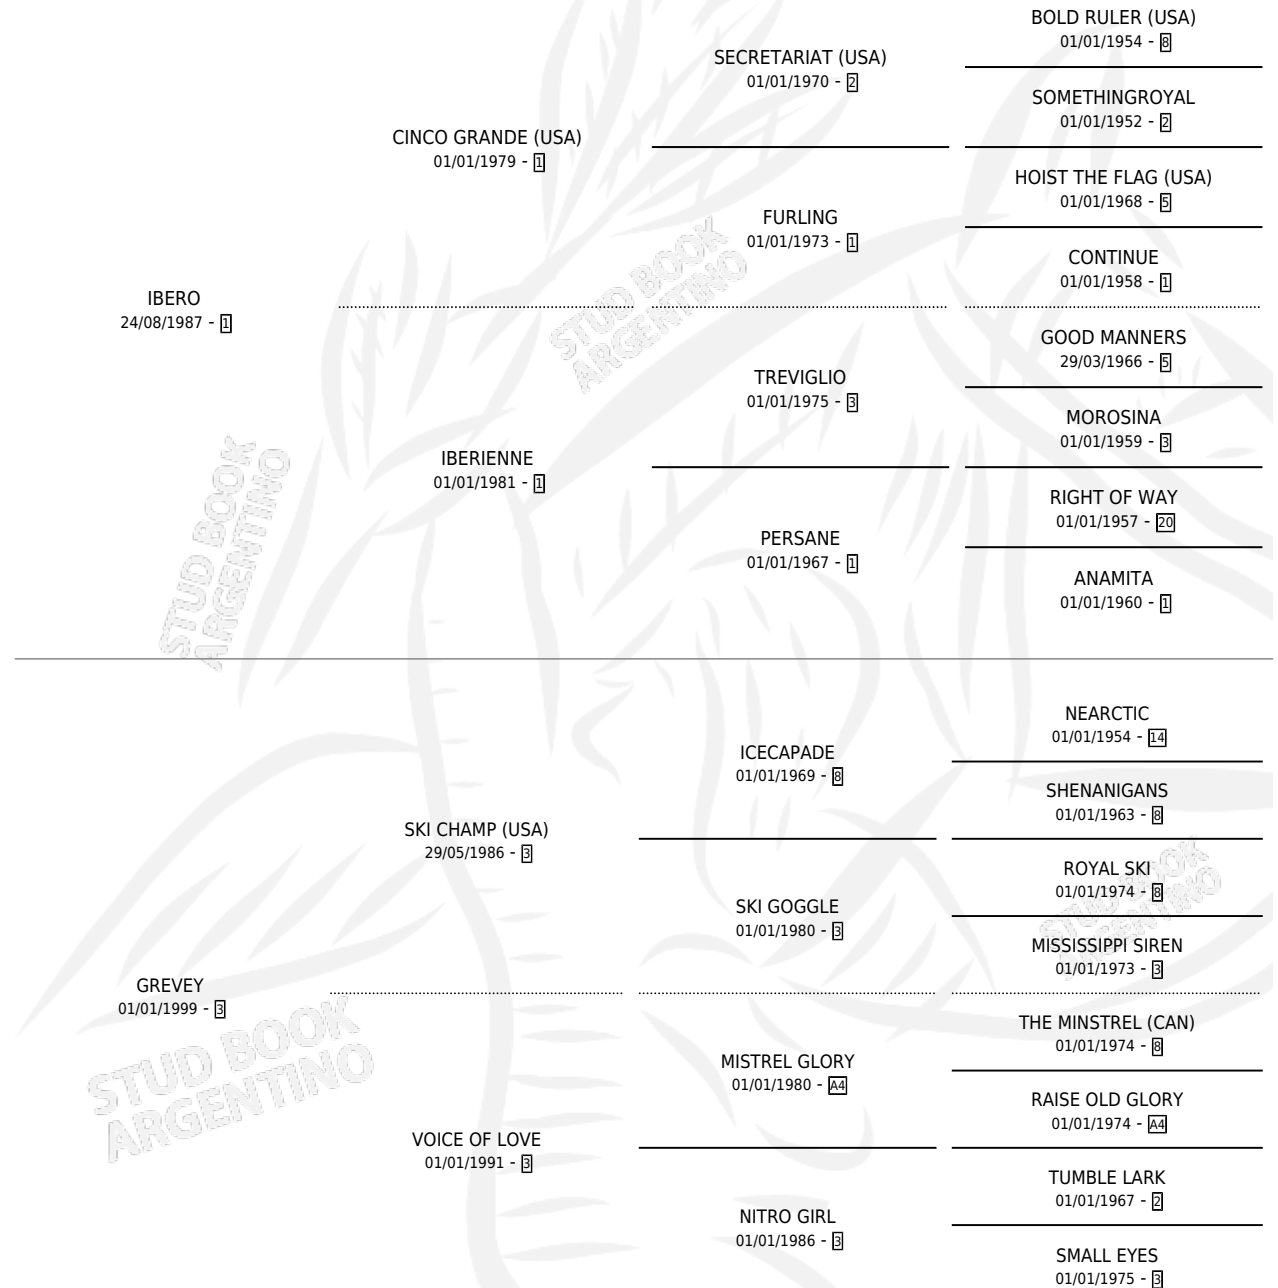 BOLD RULER (USA)
01/01/1954 - 8
SECRETARIAT (USA)
01/01/1970 - 2
SOMETHINGROYAL
01/01/1952 - 2
CINCO GRANDE (USA)
01/01/1979 - 1
HOIST THE FLAG (USA)
01/01/1968 - 5
FURLING
01/01/1973 - 1
CONTINUE
01/01/1958 - 1
IBERO
24/08/1987 - 1
GOOD MANNERS
29/03/1966 - 5
TREVIGLIO
01/01/1975 - 3
MOROSINA
01/01/1959 - 3
IBERIENNE
01/01/1981 - 1
RIGHT OF WAY
01/01/1957 - 20
PERSANE
01/01/1967 - 1
ANAMITA
01/01/1960 - 1
STUD BOOK
ARGENTINO
STUD BOOK
ARGENTINO
NEARCTIC
01/01/1954 - 14
ICECAPADE
01/01/1969 - 8
SHENANIGANS
01/01/1963 - 8
SKI CHAMP (USA)
29/05/1986 - 3
ROYAL SKI
01/01/1974 - 8
SKI GOGGLE
01/01/1980 - 3
MISSISSIPPI SIREN
01/01/1973 - 3
GREVEY
01/01/1999 - 3
THE MINSTREL (CAN)
01/01/1974 - 8
MISTREL GLORY
01/01/1980 - A4
RAISE OLD GLORY
01/01/1974 - A4
VOICE OF LOVE
01/01/1991 - 3
TUMBLE LARK
01/01/1967 - 2
NITRO GIRL
01/01/1986 - 3
SMALL EYES
01/01/1975 - 3
STUD BOOK
ARGENTINO
STUD BOOK
ARGENTINO